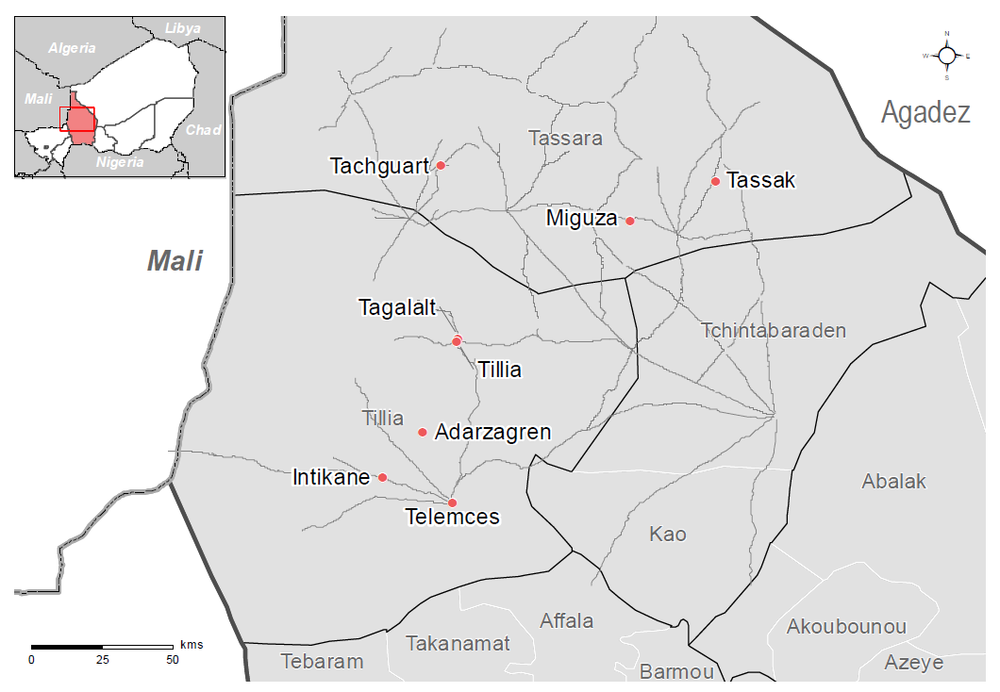 Libya
Algeria
Mali
Chad
Nigeria
N
W
E
S
Agadez
Tassara
Tachguart
Tassak
Miguza
Mali
Tagalalt
Tchintabaraden
Tillia
Tillia
Adarzagren
Intikane
Abalak
Telemces
Kao
Affala
Akoubounou
Takanamat
kms
0
25
50
Tebaram
Azeye
Barmou